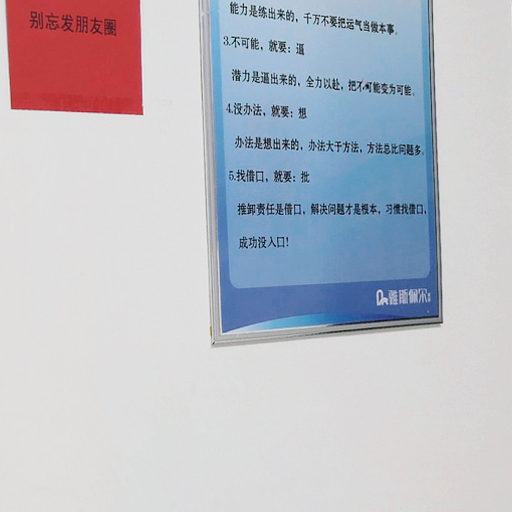 别忘发朋友圈
能力是练出来的，千万不要把运气当做本事。
3.不可能，就要：逼
潜力是逼出来的，全力以赴，把不可能变为可能。
4.没办法，就要：想
办法是想出来的，办法大于方法，方法总比问题多。
5.找借口，就要：批
推卸责任是借口，解决问题才是根本，习惯找借口，
成功没入口！
雅斯佩尔